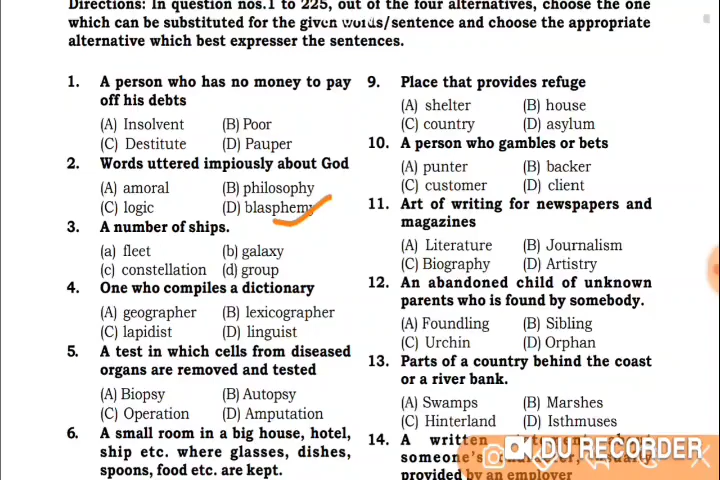 Directions: In question nos.1 to 225, out of the four alternatives, choose the one
which can be substituted for the given words/sentence and choose the appropriate
alternative which best expresser the sentences.
1. A person who has no money to pay
off his debts
(A) Insolvent (B) Poor
(C) Destitute (D) Pauper
2. Words uttered impiously about God
(A) amoral (B) philosophy
(C) logic (D) blasphemy
3. A number of ships.
(a) fleet (b) galaxy
(c) constellation (d) group
4. One who compiles a dictionary
(A) geographer (B) lexicographer
(C) lapidist (D) linguist
5. A test in which cells from diseased
organs are removed and tested
(A) Biopsy (B) Autopsy
(C) Operation (D) Amputation
6. A small room in a big house, hotel,
ship etc. where glasses, dishes,
spoons, food etc. are kept.
9. Place that provides refuge
(A) shelter (B) house
(C) country (D) asylum
10. A person who gambles or bets
(A) punter (B) backer
(C) customer (D) client
11. Art of writing for newspapers and
magazines
(A) Literature (B) Journalism
(C) Biography (D) Artistry
12. An abandoned child of unknown
parents who is found by somebody.
(A) Foundling (B) Sibling
(C) Urchin (D) Orphan
13. Parts of a country behind the coast
or a river bank.
(A) Swamps (B) Marshes
(C) Hinterland (D) Isthmuses
14. A written
someone's
provided by an employer
DU RECORDER